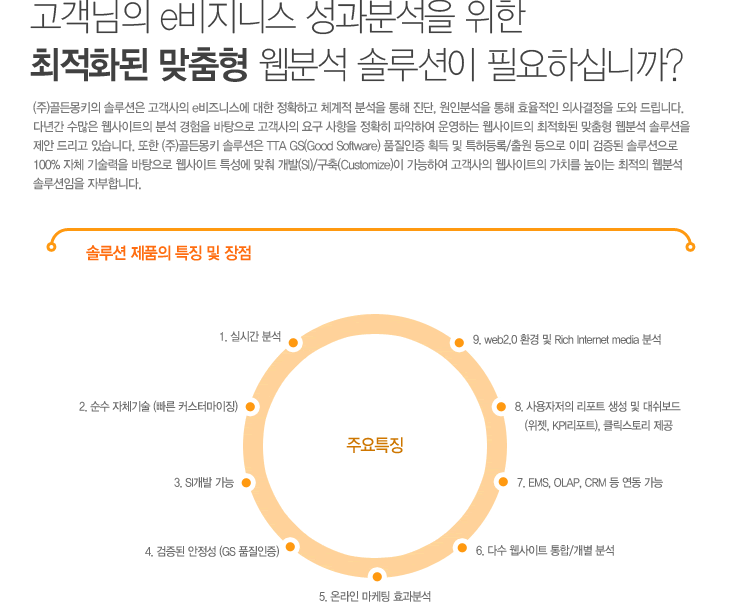 고객님의 e비지니스 성과분석을 위한
최적화된 맞춤형 웹분석 솔루션이 필요하십니까?
(주)골든몽키의 솔루션은 고객사의 e비즈니스에 대한 정확하고 체계적 분석을 통해 진단, 원인분석을 통해 효율적인 의사결정을 도와 드립니다.
다년간 수많은 웹사이트의 분석 경험을 바탕으로 고객사의 요구 사항을 정확히 파악하여 운영하는 웹사이트의 최적화된 맞춤형 웹분석 솔루션을
제안 드리고 있습니다. 또한 (주)골든몽키 솔루션은 TTA GS(Good Software) 품질인증 획득 및 특허등록/출원 등으로 이미 검증된 솔루션으로
100% 자체 기술력을 바탕으로 웹사이트 특성에 맞춰 개발(SI)/구축(Customize)이 가능하여 고객사의 웹사이트의 가치를 높이는 최적의 웹분석
솔루션임을 자부합니다.
솔루션 제품의 특징 및 장점
주요특징
1. 실시간 분석
2. 순수 자체기술 (빠른 커스터마이징)
3. SI개발 가능
4. 검증된 안정성 (GS 품질인증)
5. 온라인 마케팅 효과분석
6. 다수 웹사이트 통합/개별 분석
7. EMS, OLAP, CRM 등 연동 가능
8. 사용자저의 리포트 생성 및 대쉬보드
(위젯, KPI리포트), 클릭스토리 제공
9. web2.0 환경 및 Rich Internet media 분석